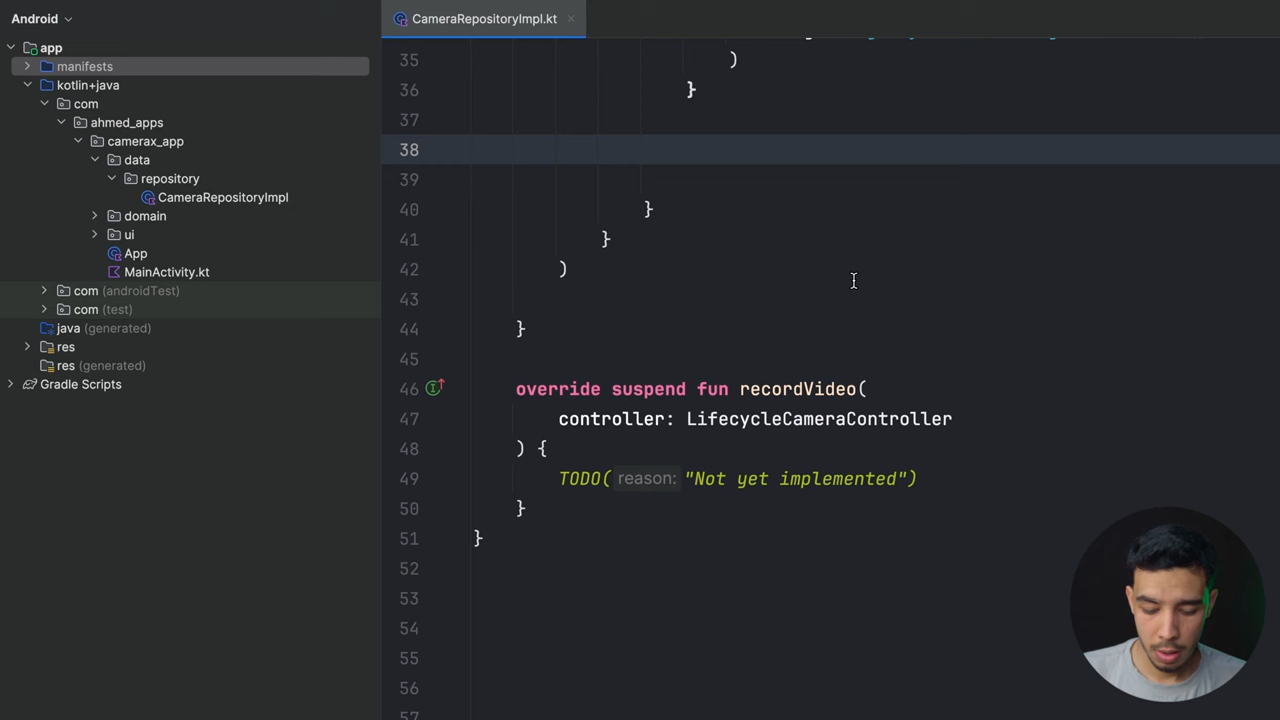 Android
CameraRepositoryImpl.kt
app
manifests
kotlin+java
com
ahmed_apps
camerax_app
data
repository
CameraRepositoryImpl
domain
ui
App
MainActivity.kt
com (androidTest)
com (test)
java (generated)
res
res (generated)
Gradle Scripts
35 )
36 }
37
38
39
40 }
41 }
42 )
43
44 }
45
46 override suspend fun recordVideo(
47 controller: LifecycleCameraController
48 ) {
49 TODO( reason: "Not yet implemented")
50 }
51 }
52
53
54
55
56
57